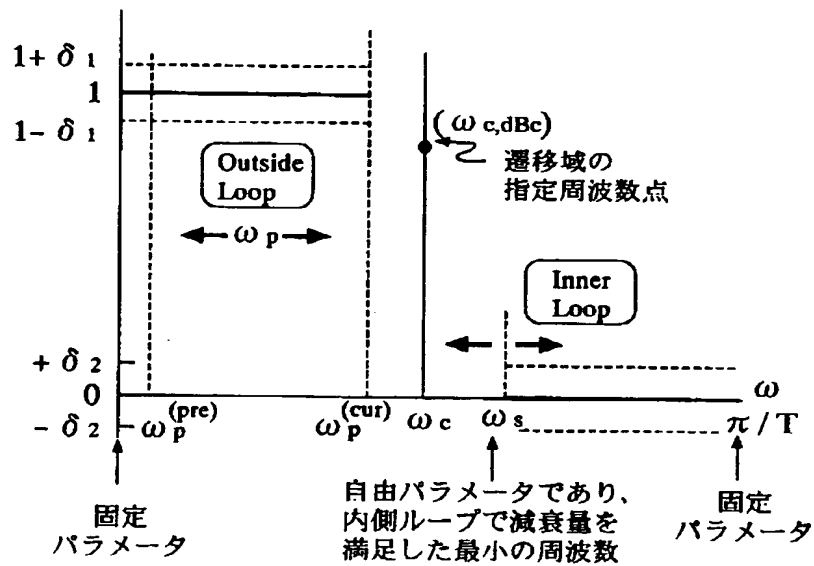 1+ δ 1
1
1- δ 1
Outside
Loop
← ω p →
(ω c,dBc)
遷移域の
指定周波数点
Inner
Loop
+ δ 2
0
- δ 2
ω p (pre)
ω p (cur)
ω c
ω s
ω
π/T
固定
パラメータ
自由パラメータであり、
内側ループで減衰量を
満足した最小の周波数
固定
パラメータ